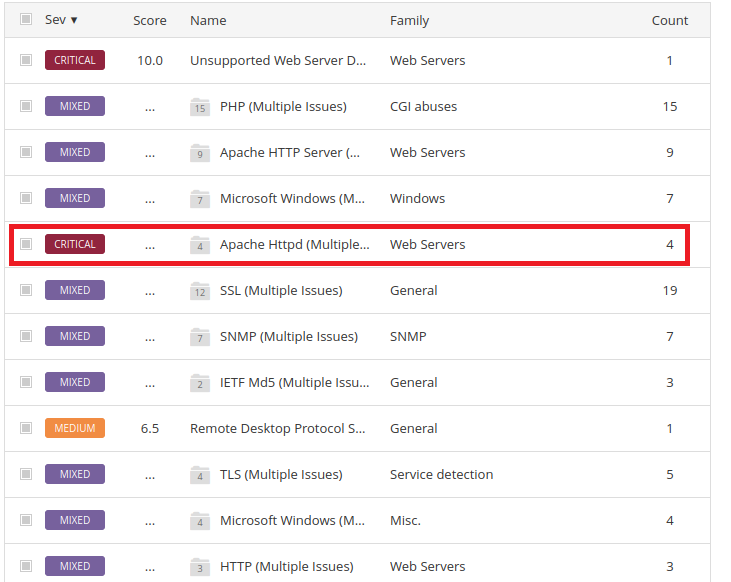 Sev ▼ Score Name Family Count
CRITICAL 10.0 Unsupported Web Server D... Web Servers 1
MIXED ... 15 PHP (Multiple Issues) CGI abuses 15
MIXED ... 9 Apache HTTP Server (... Web Servers 9
MIXED ... 7 Microsoft Windows (M... Windows 7
CRITICAL ... 4 Apache Httpd (Multiple... Web Servers 4
MIXED ... 12 SSL (Multiple Issues) General 19
MIXED ... 7 SNMP (Multiple Issues) SNMP 7
MIXED ... 2 IETF Md5 (Multiple Issu... General 3
MEDIUM 6.5 Remote Desktop Protocol S... General 1
MIXED ... 4 TLS (Multiple Issues) Service detection 5
MIXED ... 4 Microsoft Windows (M... Misc. 4
MIXED ... 3 HTTP (Multiple Issues) Web Servers 3